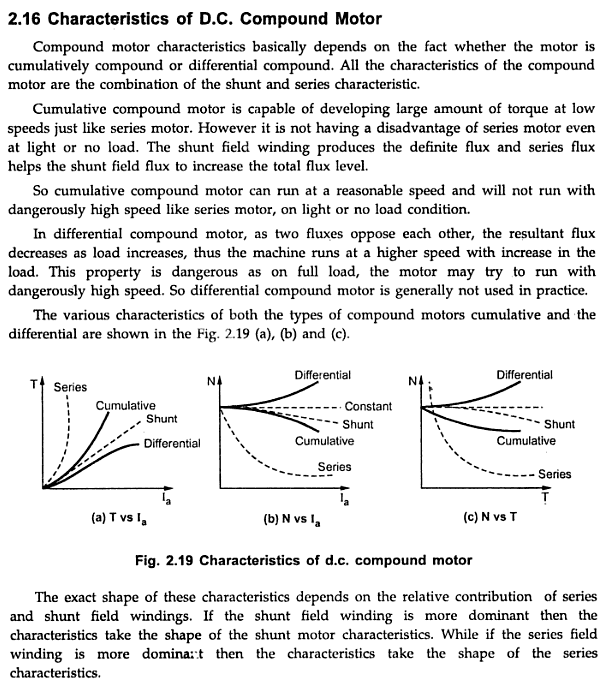 2.16 Characteristics of D.C. Compound Motor
Compound motor characteristics basically depends on the fact whether the motor is
cumulatively compound or differential compound. All the characteristics of the compound
motor are the combination of the shunt and series characteristic.
Cumulative compound motor is capable of developing large amount of torque at low
speeds just like series motor. However it is not having a disadvantage of series motor even
at light or no load. The shunt field winding produces the definite flux and series flux
helps the shunt field flux to increase the total flux level.
So cumulative compound motor can run at a reasonable speed and will not run with
dangerously high speed like series motor, on light or no load condition.
In differential compound motor, as two fluxes oppose each other, the resultant flux
decreases as load increases, thus the machine runs at a higher speed with increase in the
load. This property is dangerous as on full load, the motor may try to run with
dangerously high speed. So differential compound motor is generally not used in practice.
The various characteristics of both the types of compound motors cumulative and the
differential are shown in the Fig. 2.19 (a), (b) and (c).
T
Series
Cumulative
Shunt
Differential
Ia
(a) T vs Ia
N
Differential
Constant
Shunt
Cumulative
Series
Ia
(b) N vs Ia
N
Differential
Shunt
Cumulative
Series
T
(c) N vs T
Fig. 2.19 Characteristics of d.c. compound motor
The exact shape of these characteristics depends on the relative contribution of series
and shunt field windings. If the shunt field winding is more dominant then the
characteristics take the shape of the shunt motor characteristics. While if the series field
winding is more dominant then the characteristics take the shape of the series
characteristics.